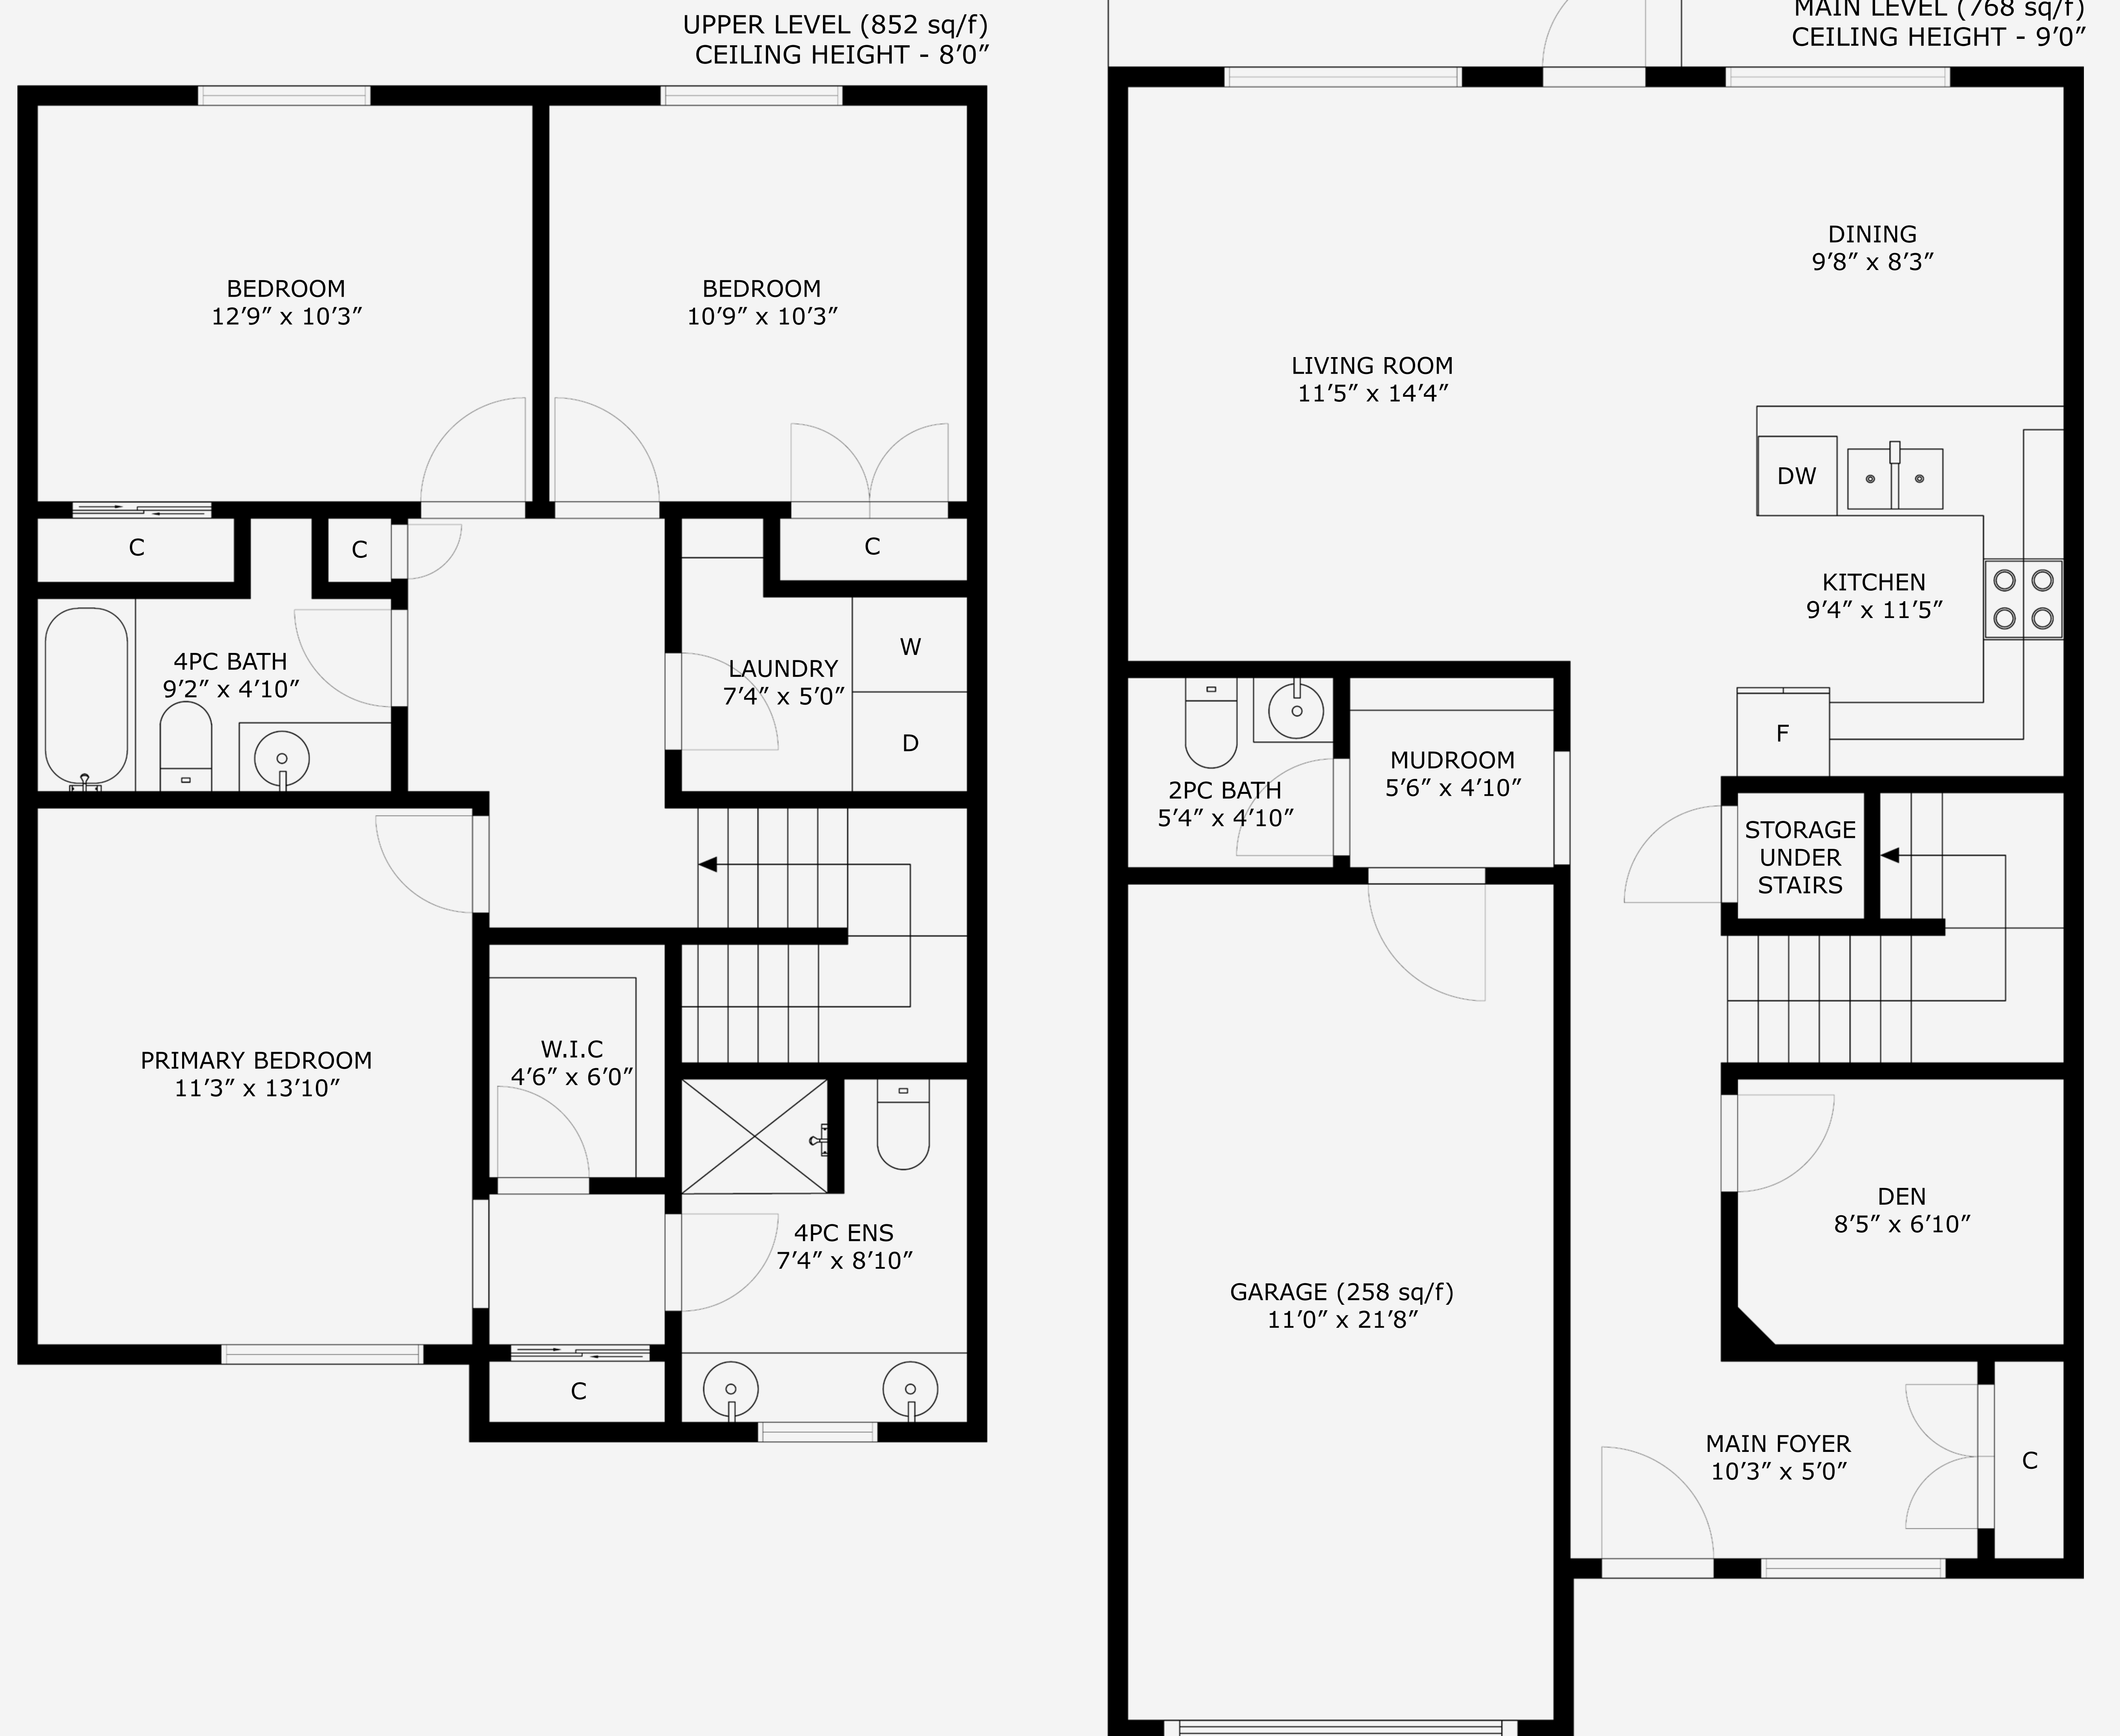 UPPER LEVEL (852 sq/f)
CEILING HEIGHT - 8’0”
BEDROOM
12’9” x 10’3”
BEDROOM
10’9” x 10’3”
C
C
C
4PC BATH
9’2” x 4’10”
LAUNDRY
7’4” x 5’0”
W
D
PRIMARY BEDROOM
11’3” x 13’10”
W.I.C
4’6” x 6’0”
4PC ENS
7’4” x 8’10”
C
MAIN LEVEL (768 sq/f)
CEILING HEIGHT - 9’0”
DINING
9’8” x 8’3”
LIVING ROOM
11’5” x 14’4”
DW
KITCHEN
9’4” x 11’5”
F
2PC BATH
5’4” x 4’10”
MUDROOM
5’6” x 4’10”
STORAGE
UNDER
STAIRS
DEN
8’5” x 6’10”
GARAGE (258 sq/f)
11’0” x 21’8”
MAIN FOYER
10’3” x 5’0”
C